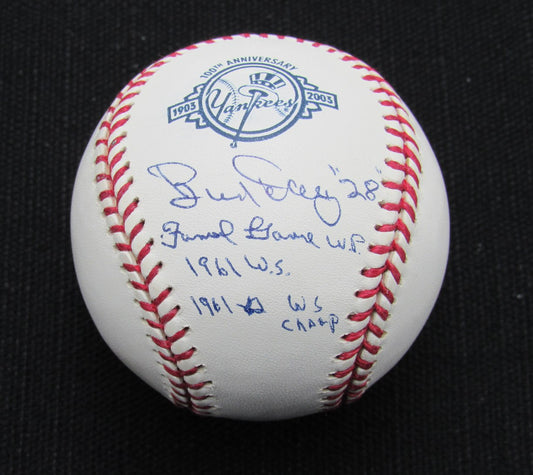 100TH ANNIVERSARY
1903 Yankees 2003
Bud Daley "28"
Final Game W.P.
1961 W.S.
1961 WS
CHAMP